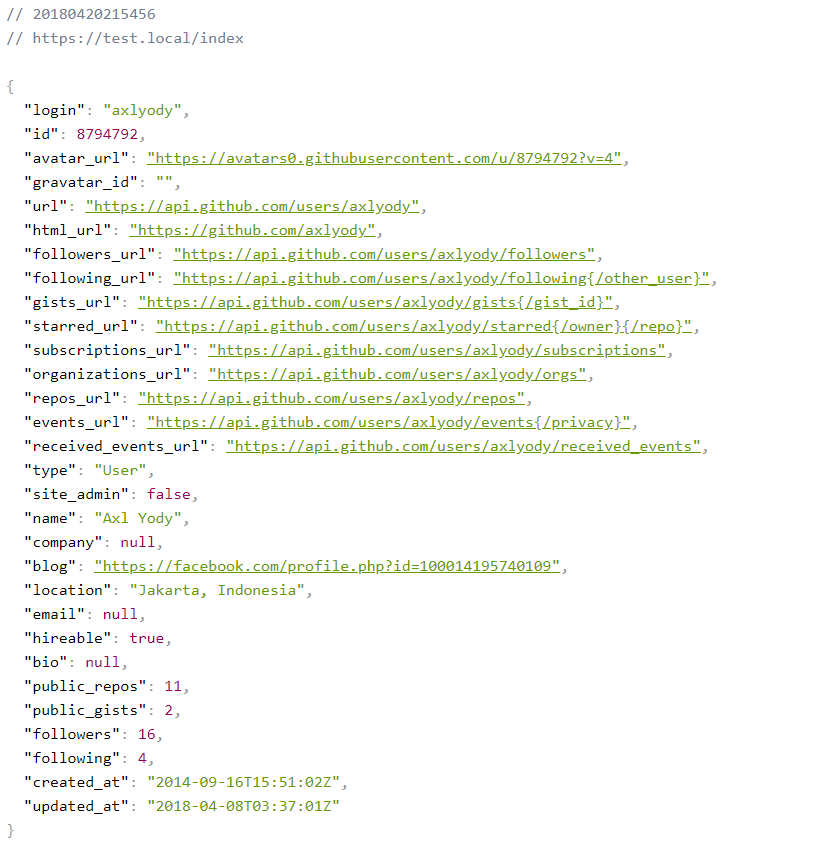 // 20180420215456
// https://test.local/index
{
"login": "axlyody",
"id": 8794792,
"avatar_url": "https://avatars0.githubusercontent.com/u/8794792?v=4",
"gravatar_id": "",
"url": "https://api.github.com/users/axlyody",
"html_url": "https://github.com/axlyody",
"followers_url": "https://api.github.com/users/axlyody/followers",
"following_url": "https://api.github.com/users/axlyody/following{/other_user}",
"gists_url": "https://api.github.com/users/axlyody/gists{/gist_id}",
"starred_url": "https://api.github.com/users/axlyody/starred{/owner}{/repo}",
"subscriptions_url": "https://api.github.com/users/axlyody/subscriptions",
"organizations_url": "https://api.github.com/users/axlyody/orgs",
"repos_url": "https://api.github.com/users/axlyody/repos",
"events_url": "https://api.github.com/users/axlyody/events{/privacy}",
"received_events_url": "https://api.github.com/users/axlyody/received_events",
"type": "User",
"site_admin": false,
"name": "Axl Yody",
"company": null,
"blog": "https://facebook.com/profile.php?id=100014195740109",
"location": "Jakarta, Indonesia",
"email": null,
"hireable": true,
"bio": null,
"public_repos": 11,
"public_gists": 2,
"followers": 16,
"following": 4,
"created_at": "2014-09-16T15:51:02Z",
"updated_at": "2018-04-08T03:37:01Z"
}